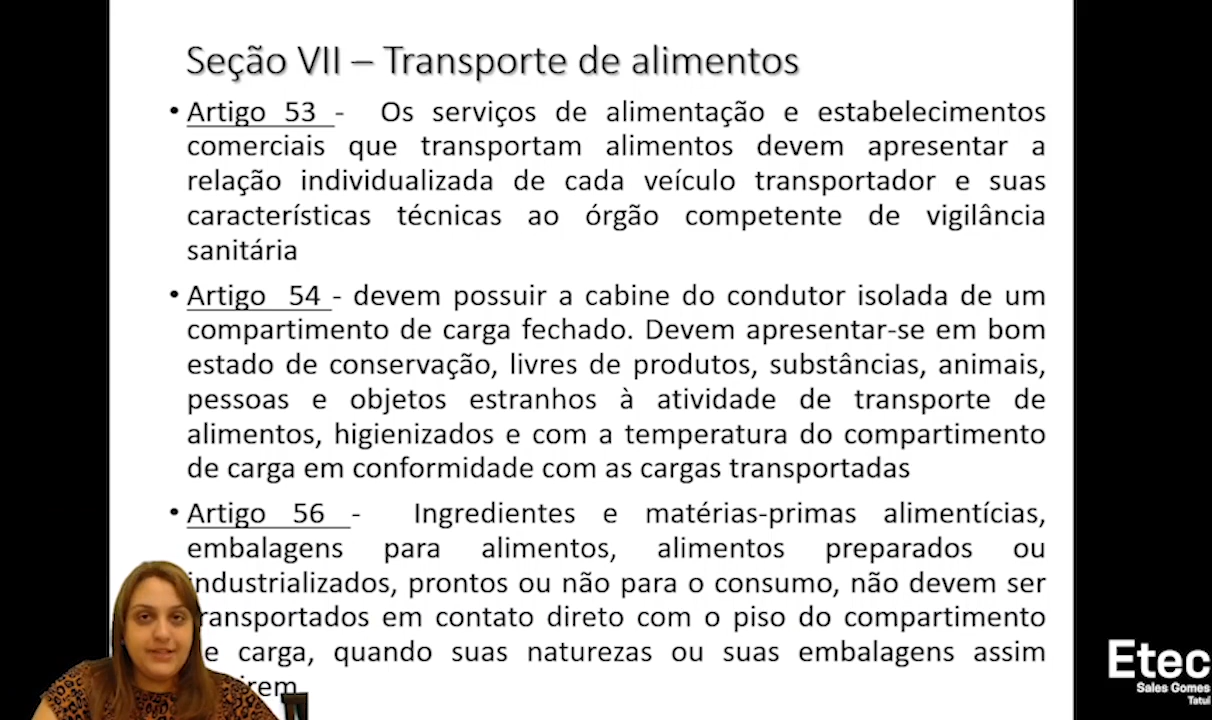 Seção VII – Transporte de alimentos
• Artigo 53 - Os serviços de alimentação e estabelecimentos
comerciais que transportam alimentos devem apresentar a
relação individualizada de cada veículo transportador e suas
características técnicas ao órgão competente de vigilância
sanitária
• Artigo 54 - devem possuir a cabine do condutor isolada de um
compartimento de carga fechado. Devem apresentar-se em bom
estado de conservação, livres de produtos, substâncias, animais,
pessoas e objetos estranhos à atividade de transporte de
alimentos, higienizados e com a temperatura do compartimento
de carga em conformidade com as cargas transportadas
• Artigo 56 - Ingredientes e matérias-primas alimentícias,
embalagens para alimentos, alimentos preparados ou
industrializados, prontos ou não para o consumo, não devem ser
transportados em contato direto com o piso do compartimento
de carga, quando suas naturezas ou suas embalagens assim
Etec
Sales Gomes
Tatuí